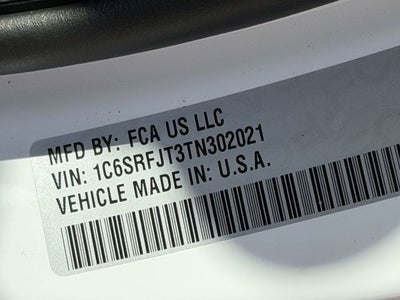 MFD BY: FCA US LLC
VIN: 1C6SRFJT3TN302021
VEHICLE MADE IN: U.S.A.